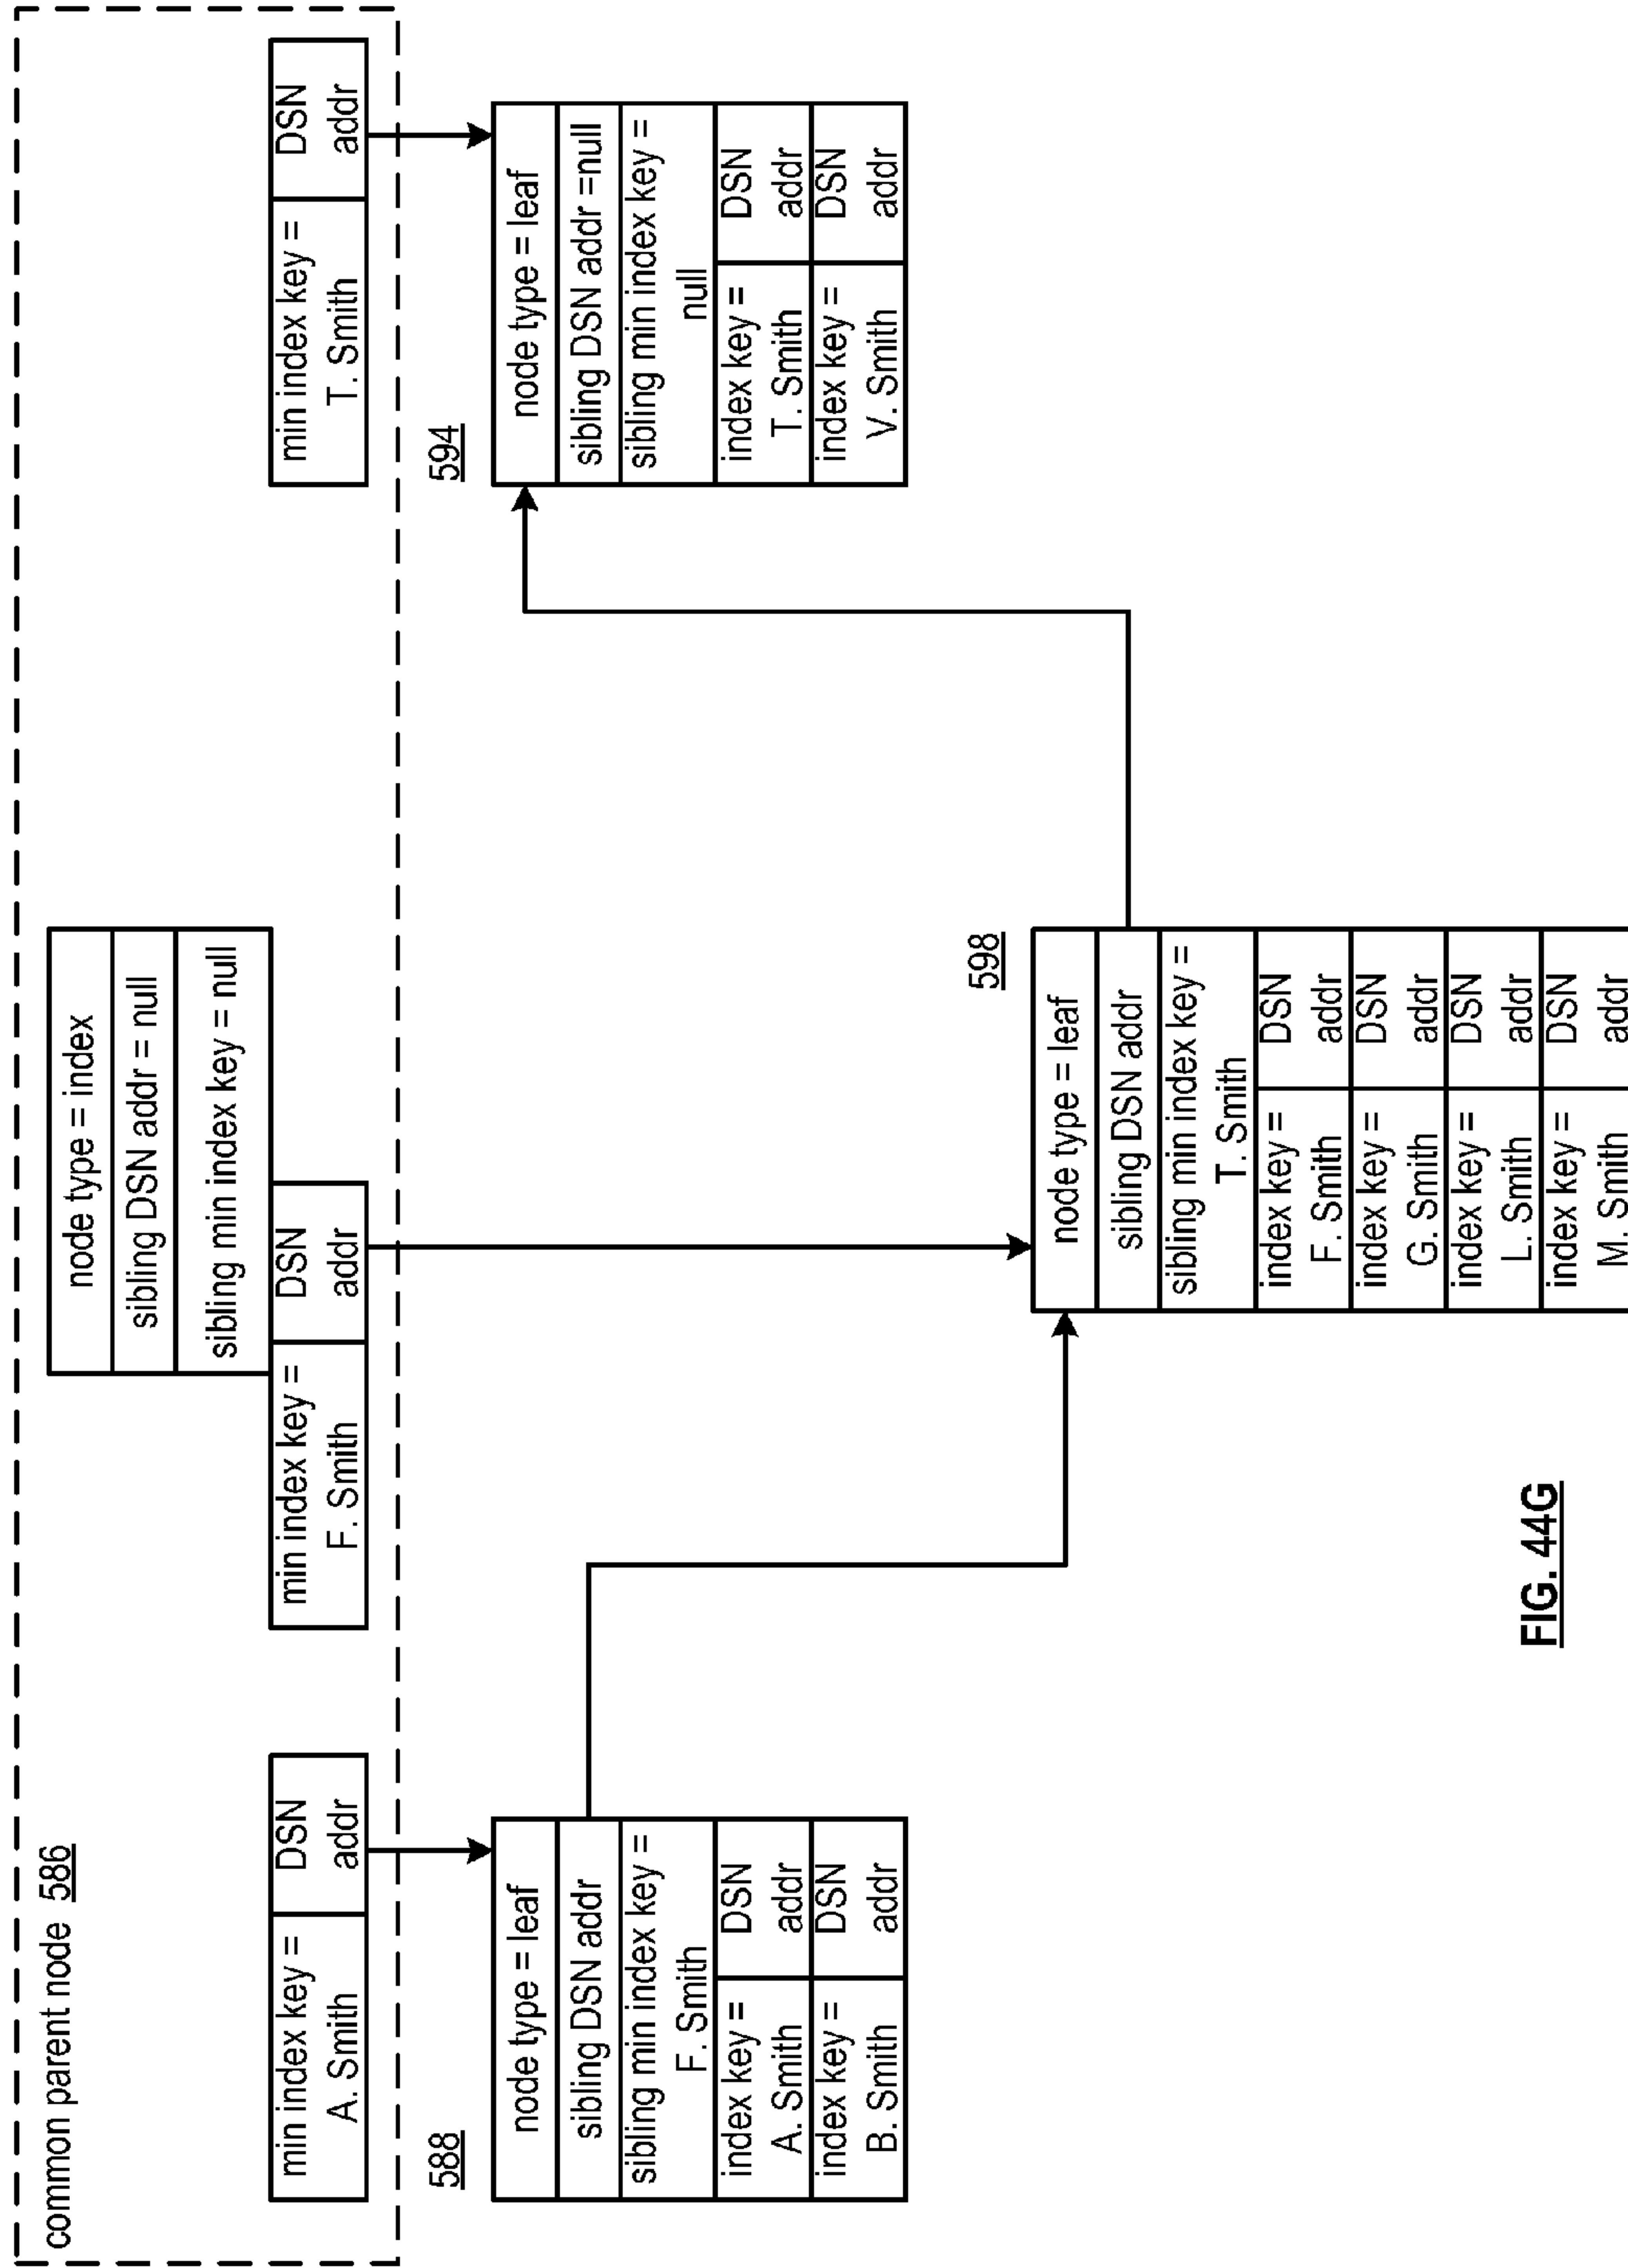 common parent node 586
node type = index
sibling DSN addr = null
sibling min index key = null
min index key =
A. Smith
DSN
addr
min index key =
F. Smith
DSN
addr
min index key =
T. Smith
DSN
addr
588
node type = leaf
sibling DSN addr
sibling min index key =
F. Smith
index key =
A. Smith
DSN
addr
index key =
B. Smith
DSN
addr
594
node type = leaf
sibling DSN addr =null
sibling min index key =
null
index key =
T. Smith
DSN
addr
index key =
V. Smith
DSN
addr
598
node type = leaf
sibling DSN addr
sibling min index key =
T. Smith
index key =
F. Smith
DSN
addr
index key =
G. Smith
DSN
addr
index key =
L. Smith
DSN
addr
index key =
M. Smith
DSN
addr
FIG. 44G